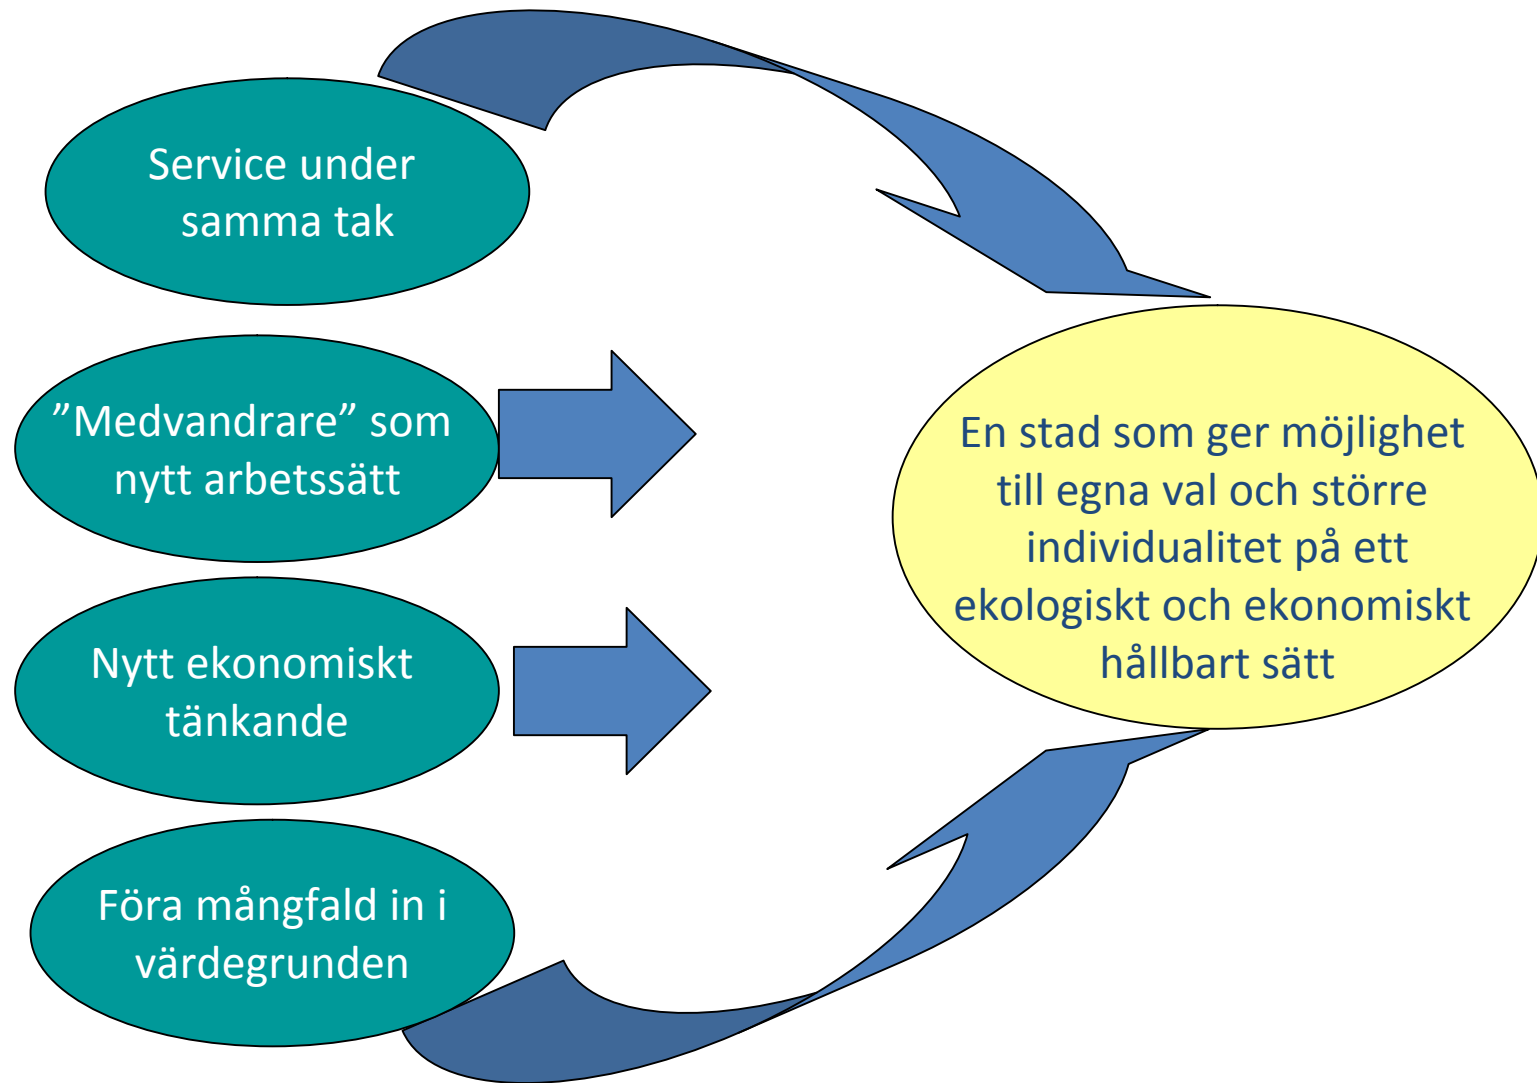 Service under
samma tak
”Medvandrare” som
nytt arbetssätt
Nytt ekonomiskt
tänkande
Föra mångfald in i
värdegrunden
En stad som ger möjlighet
till egna val och större
individualitet på ett
ekologiskt och ekonomiskt
hållbart sätt